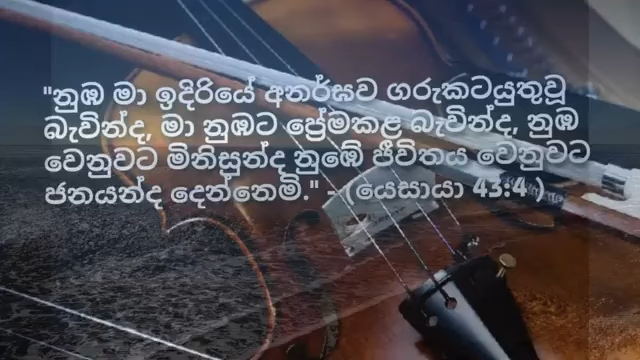 "නුඹ මා ඉදිරියේ අනර්ඝව ගරුකටයුතුවූ
බැවින්ද, මා නුඹට ප්‍රේමකළ බැවින්ද, නුඹ
වෙනුවට මිනිසුන්ද නුඹේ ජීවිතය වෙනුවට
ජනයන්ද දෙන්නෙමි." - (යෙසායා 43:4 )